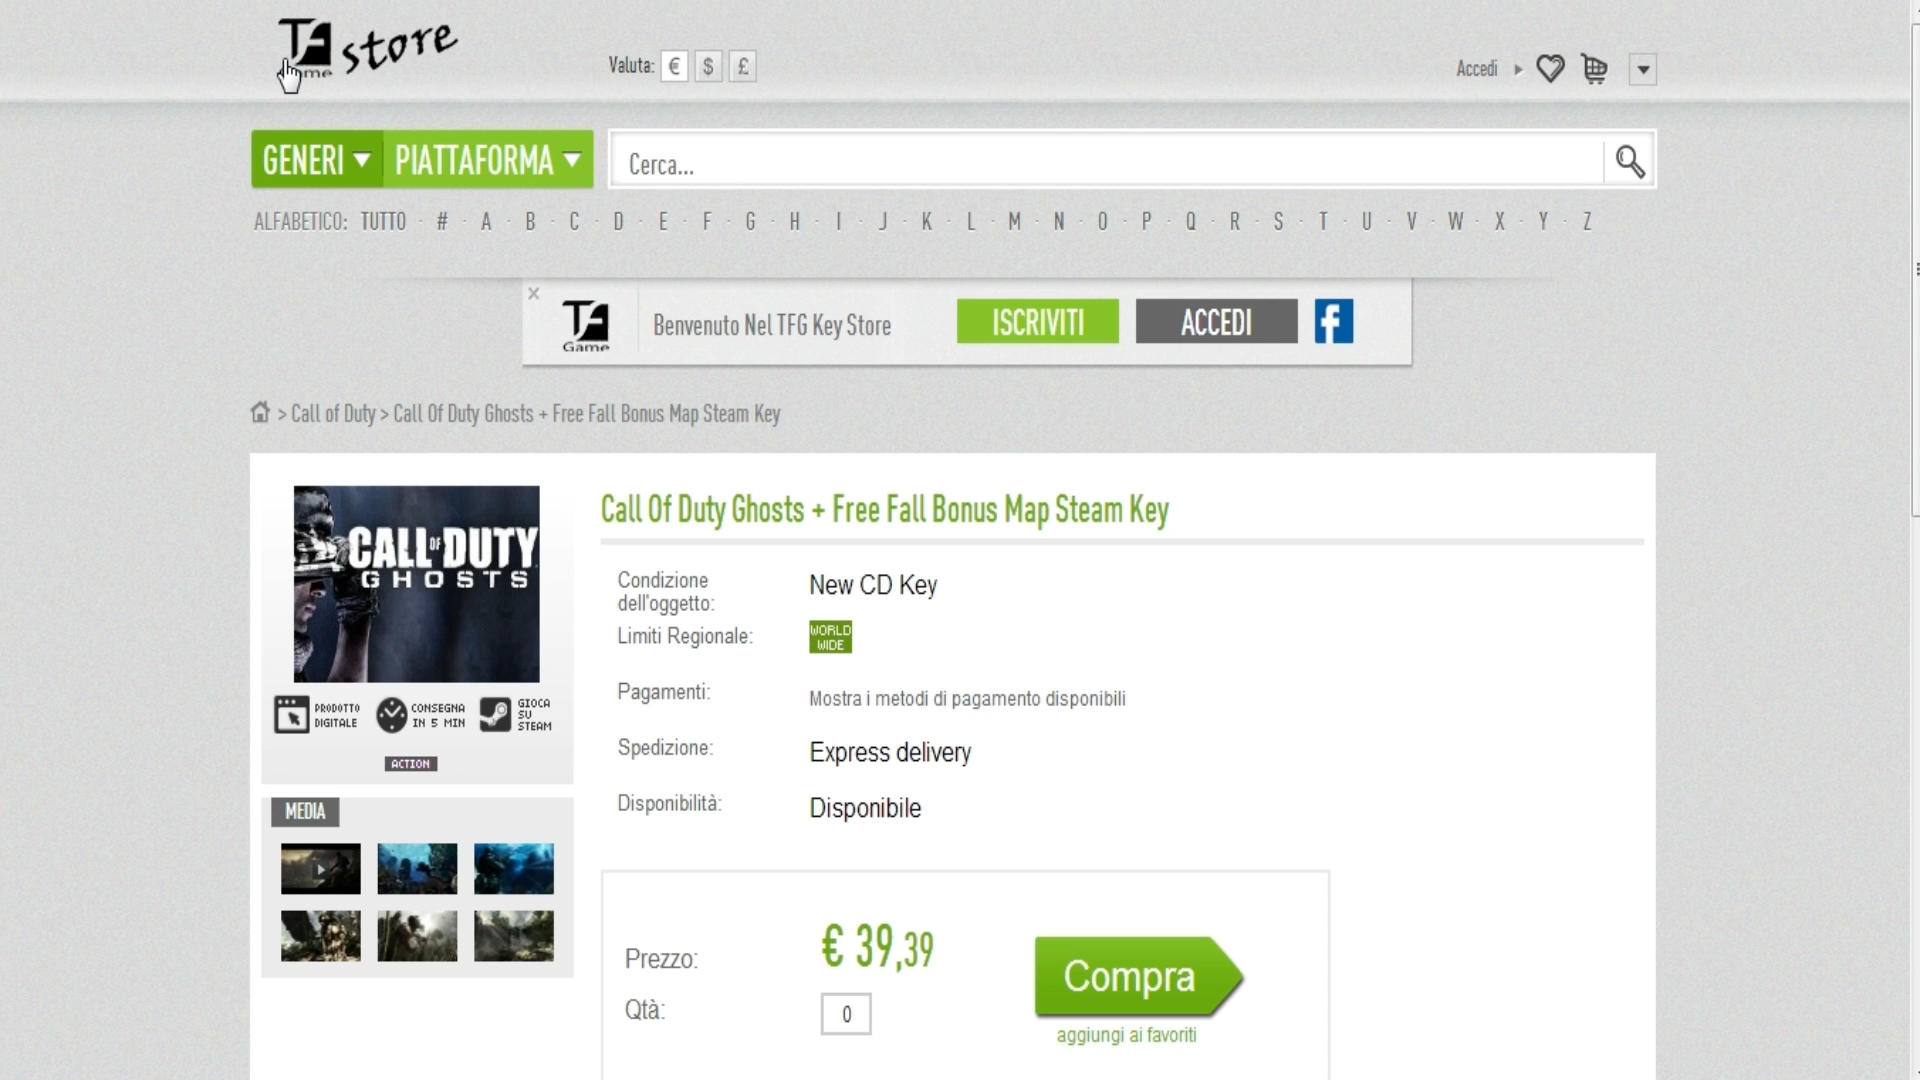 TF store
Game
Valuta: € $ £
Accedi
GENERI PIATTAFORMA
Cerca...
ALFABETICO: TUTTO - # - A - B - C - D - E - F - G - H - I - J - K - L - M - N - O - P - Q - R - S - T - U - V - W - X - Y - Z
×
TF
Game
Benvenuto Nel TFG Key Store
ISCRIVITI
ACCEDI
f
> Call of Duty > Call Of Duty Ghosts + Free Fall Bonus Map Steam Key
CALL OF DUTY
GHOSTS
PRODOTTO
DIGITALE
CONSEGNA
IN 5 MIN
GIOCA
SU
STEAM
ACTION
MEDIA
Call Of Duty Ghosts + Free Fall Bonus Map Steam Key
Condizione
dell'oggetto:
New CD Key
Limiti Regionale:
WORLD
WIDE
Pagamenti:
Mostra i metodi di pagamento disponibili
Spedizione:
Express delivery
Disponibilità:
Disponibile
Prezzo:
€ 39,39
Qtà:
0
Compra
aggiungi ai favoriti